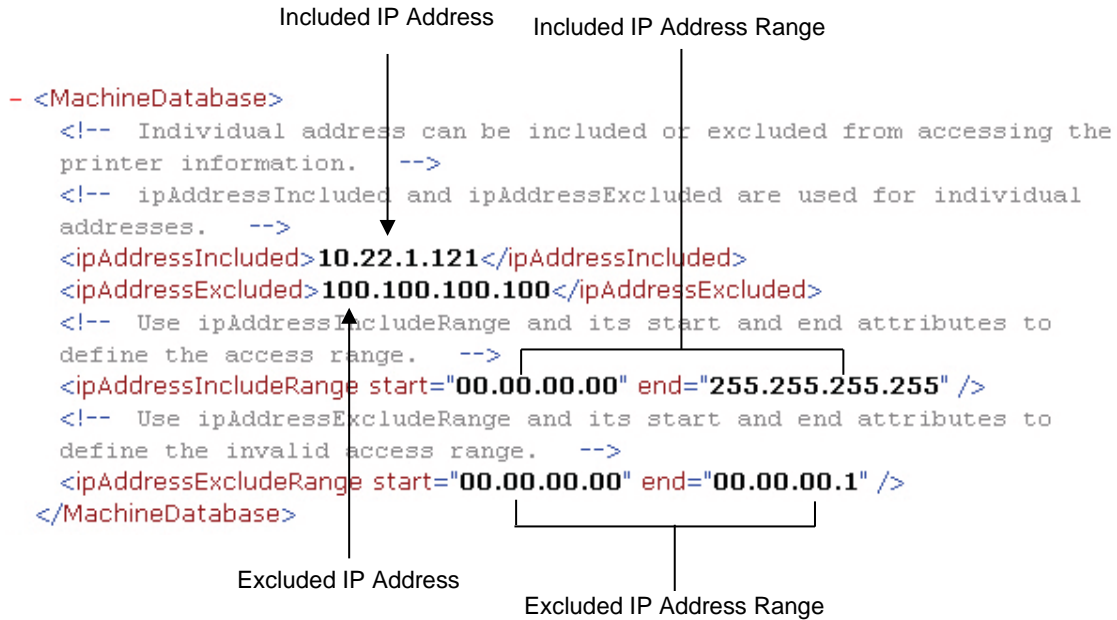 Included IP Address
Included IP Address Range
- <MachineDatabase>
<!-- Individual address can be included or excluded from accessing the
printer information. -->
<!-- ipAddressIncluded and ipAddressExcluded are used for individual
addresses. -->
<ipAddressIncluded>10.22.1.121</ipAddressIncluded>
<ipAddressExcluded>100.100.100.100</ipAddressExcluded>
<!-- Use ipAddressIncludeRange and its start and end attributes to
define the access range. -->
<ipAddressIncludeRange start="00.00.00.00" end="255.255.255.255" />
<!-- Use ipAddressExcludeRange and its start and end attributes to
define the invalid access range. -->
<ipAddressExcludeRange start="00.00.00.00" end="00.00.00.1" />
</MachineDatabase>
Excluded IP Address
Excluded IP Address Range